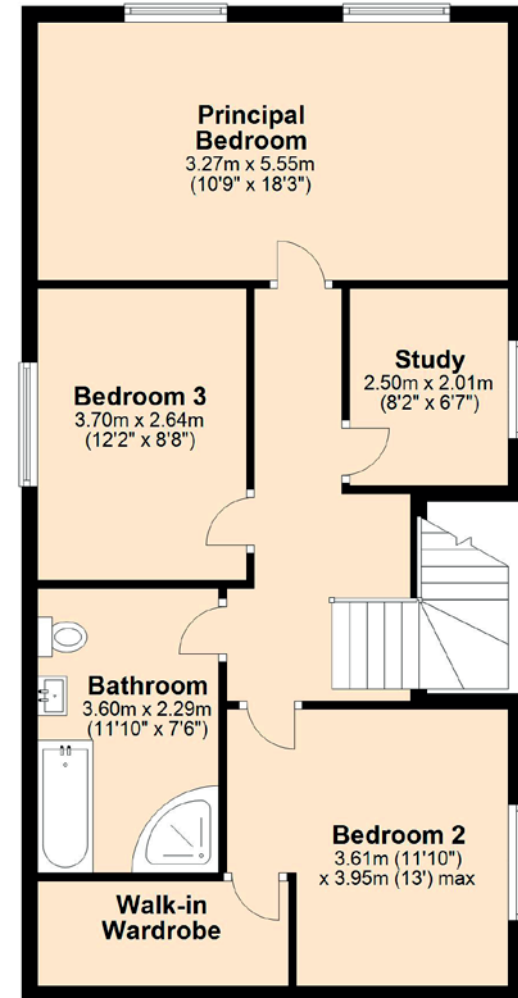 Principal
Bedroom
3.27m x 5.55m
(10'9" x 18'3")
Study
2.50m x 2.01m
(8'2" x 6'7")
Bedroom 3
3.70m x 2.64m
(12'2" x 8'8")
Bathroom
3.60m x 2.29m
(11'10" x 7'6")
Bedroom 2
3.61m (11'10")
x 3.95m (13') max
Walk-in
Wardrobe